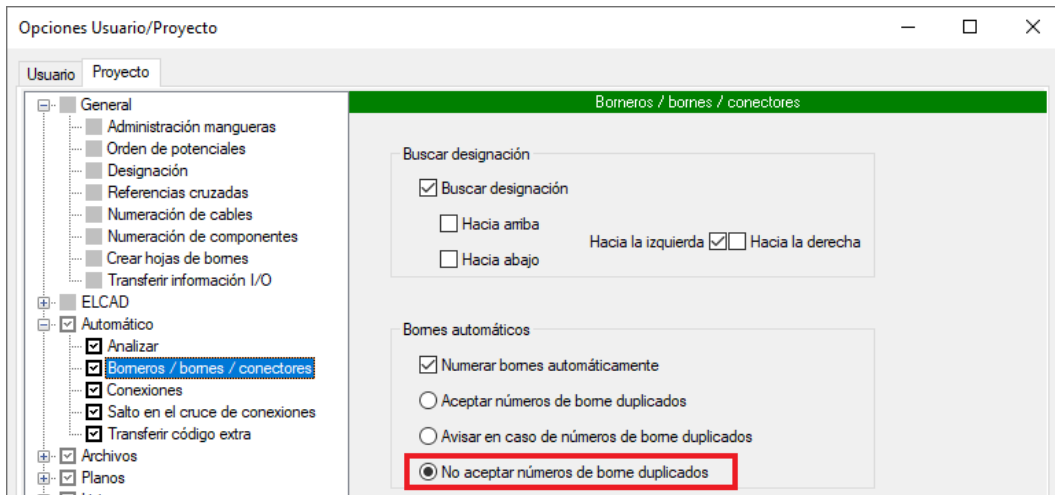 Opciones Usuario/Proyecto
Usuario Proyecto
General
Administración mangueras
Orden de potenciales
Designación
Referencias cruzadas
Numeración de cables
Numeración de componentes
Crear hojas de bornes
Transferir información I/O
ELCAD
Automático
Analizar
Borneros / bornes / conectores
Conexiones
Salto en el cruce de conexiones
Transferir código extra
Archivos
Planos
Borneros / bornes / conectores
Buscar designación
Buscar designación
Hacia arriba
Hacia la izquierda Hacia la derecha
Hacia abajo
Bornes automáticos
Numerar bornes automáticamente
Aceptar números de borne duplicados
Avisar en caso de números de borne duplicados
No aceptar números de borne duplicados